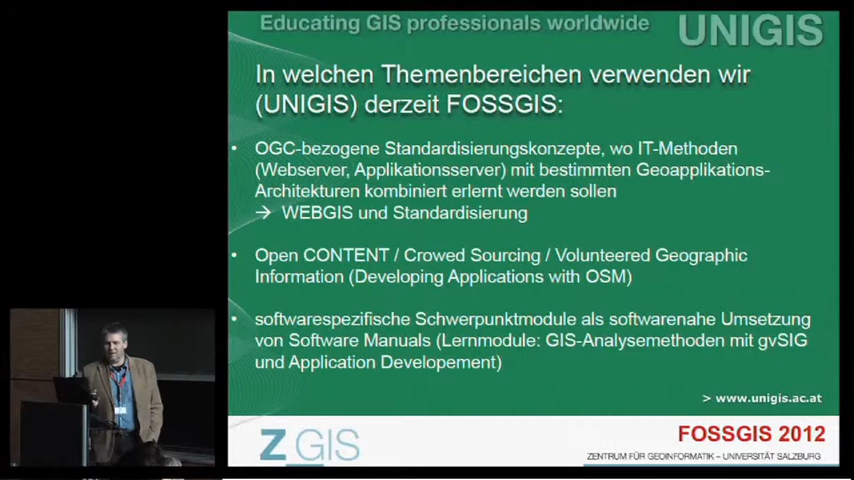 Educating GIS professionals worldwide
UNIGIS
In welchen Themenbereichen verwenden wir
(UNIGIS) derzeit FOSSGIS:
• OGC-bezogene Standardisierungskonzepte, wo IT-Methoden
(Webserver, Applikationsserver) mit bestimmten Geoapplikations-
Architekturen kombiniert erlernt werden sollen
→ WEBGIS und Standardisierung
• Open CONTENT / Crowed Sourcing / Volunteered Geographic
Information (Developing Applications with OSM)
• softwarespezifische Schwerpunktmodule als softwarenahe Umsetzung
von Software Manuals (Lernmodule: GIS-Analysemethoden mit gvSIG
und Application Developement)
> www.unigis.ac.at
Z_GIS
FOSSGIS 2012
ZENTRUM FÜR GEOINFORMATIK – UNIVERSITÄT SALZBURG